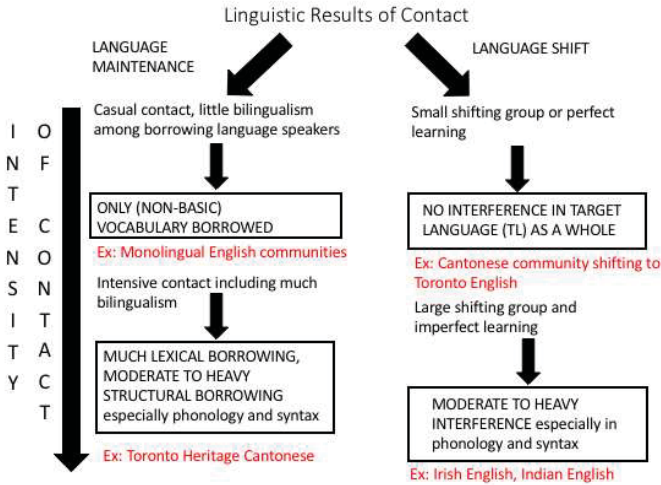 Linguistic Results of Contact
LANGUAGE
MAINTENANCE
LANGUAGE SHIFT
INTENSITY
OF CONTACT
Casual contact, little bilingualism
among borrowing language speakers
ONLY (NON-BASIC)
VOCABULARY BORROWED
Ex: Monolingual English communities
Intensive contact including much
bilingualism
MUCH LEXICAL BORROWING,
MODERATE TO HEAVY
STRUCTURAL BORROWING
especially phonology and syntax
Ex: Toronto Heritage Cantonese
Small shifting group or perfect
learning
NO INTERFERENCE IN TARGET
LANGUAGE (TL) AS A WHOLE
Ex: Cantonese community shifting to
Toronto English
Large shifting group and
imperfect learning
MODERATE TO HEAVY
INTERFERENCE especially in
phonology and syntax
Ex: Irish English, Indian English